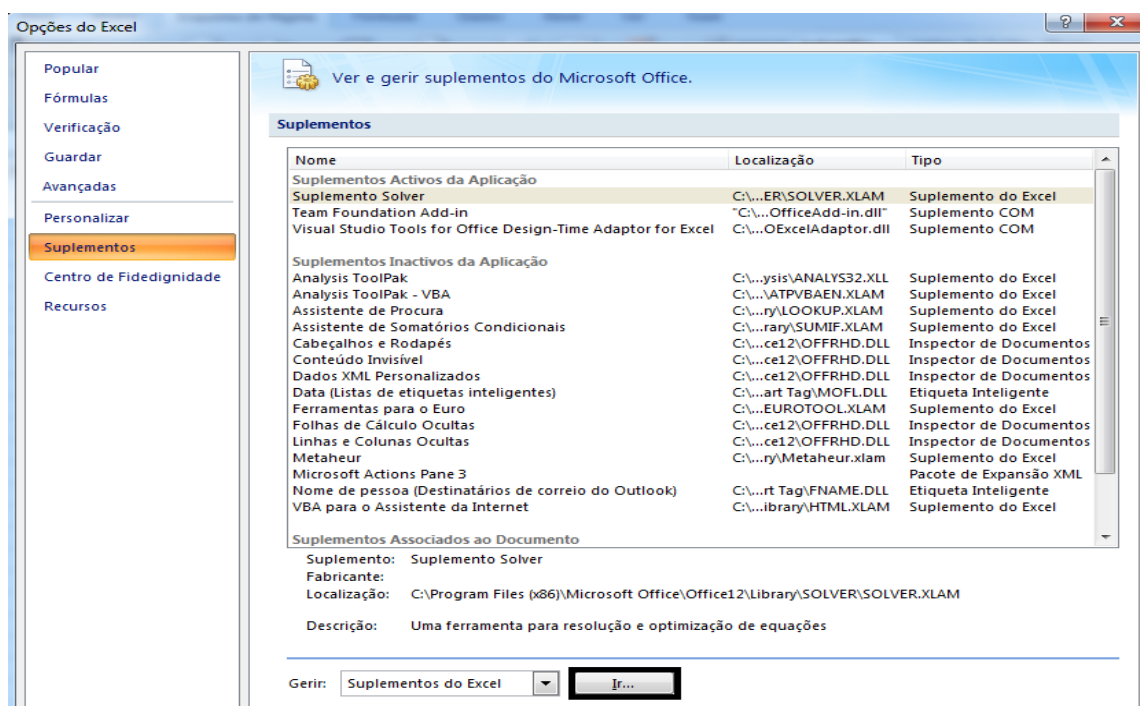 Opções do Excel
Popular
Fórmulas
Verificação
Guardar
Avançadas
Personalizar
Suplementos
Centro de Fidedignidade
Recursos
Ver e gerir suplementos do Microsoft Office.
Suplementos
Nome Localização Tipo
Suplementos Activos da Aplicação
Suplemento Solver C:\...ER\SOLVER.XLAM Suplemento do Excel
Team Foundation Add-in "C:\...OfficeAdd-in.dll" Suplemento COM
Visual Studio Tools for Office Design-Time Adaptor for Excel C:\...OExcelAdaptor.dll Suplemento COM
Suplementos Inactivos da Aplicação
Analysis ToolPak C:\...ysis\ANALYS32.XLL Suplemento do Excel
Analysis ToolPak - VBA C:\...\ATPVBAEN.XLAM Suplemento do Excel
Assistente de Procura C:\...ry\LOOKUP.XLAM Suplemento do Excel
Assistente de Somatórios Condicionais C:\...rary\SUMIF.XLAM Suplemento do Excel
Cabeçalhos e Rodapés C:\...ce12\OFFRHD.DLL Inspector de Documentos
Conteúdo Invisível C:\...ce12\OFFRHD.DLL Inspector de Documentos
Dados XML Personalizados C:\...ce12\OFFRHD.DLL Inspector de Documentos
Data (Listas de etiquetas inteligentes) C:\...art Tag\MOFL.DLL Etiqueta Inteligente
Ferramentas para o Euro C:\...EUROTOOL.XLAM Suplemento do Excel
Folhas de Cálculo Ocultas C:\...ce12\OFFRHD.DLL Inspector de Documentos
Linhas e Colunas Ocultas C:\...ce12\OFFRHD.DLL Inspector de Documentos
Metaheur C:\...ry\Metaheur.xlam Suplemento do Excel
Microsoft Actions Pane 3 Pacote de Expansão XML
Nome de pessoa (Destinatários de correio do Outlook) C:\...rt Tag\FNAME.DLL Etiqueta Inteligente
VBA para o Assistente da Internet C:\...ibrary\HTML.XLAM Suplemento do Excel
Suplementos Associados ao Documento
Suplemento: Suplemento Solver
Fabricante:
Localização: C:\Program Files (x86)\Microsoft Office\Office12\Library\SOLVER\SOLVER.XLAM
Descrição: Uma ferramenta para resolução e optimização de equações
Gerir: Suplementos do Excel Ir...